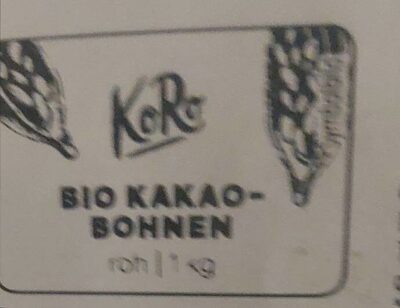 KoRo
BIO KAKAO-
BOHNEN
roh | 1 kg